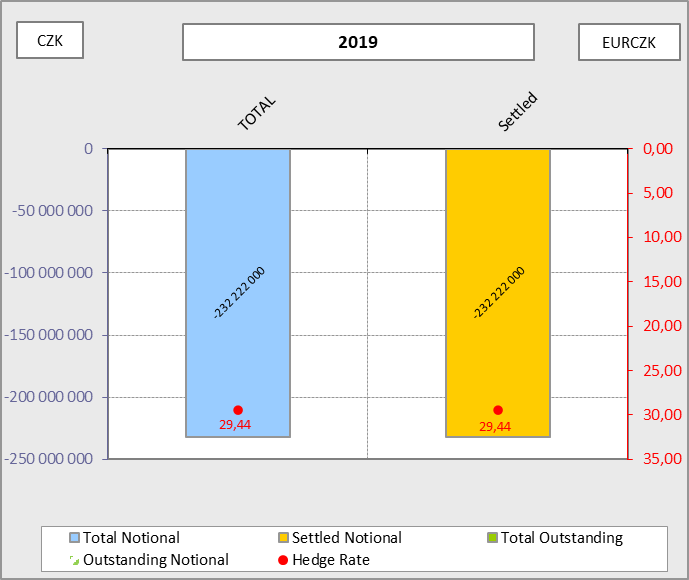 CZK
2019
EURCZK
TOTAL
Settled
0
-50 000 000
-100 000 000
-150 000 000
-200 000 000
-250 000 000
-232 222 000
-232 222 000
29,44
29,44
0,00
5,00
10,00
15,00
20,00
25,00
30,00
35,00
Total Notional
Settled Notional
Total Outstanding
Outstanding Notional
Hedge Rate